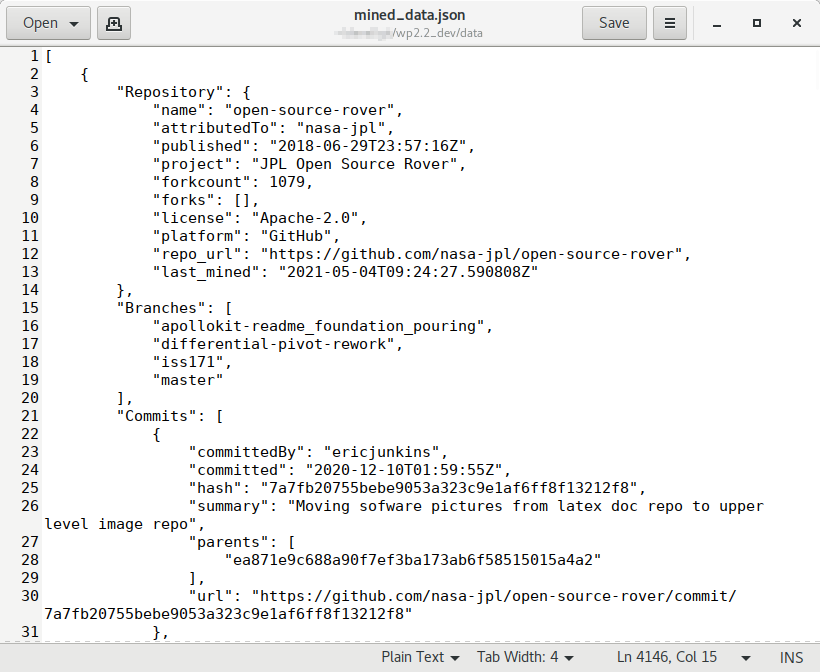 Open
mined_data.json
/wp2.2_dev/data
Save
1 [
2     {
3         "Repository": {
4             "name": "open-source-rover",
5             "attributedTo": "nasa-jpl",
6             "published": "2018-06-29T23:57:16Z",
7             "project": "JPL Open Source Rover",
8             "forkcount": 1079,
9             "forks": [],
10             "license": "Apache-2.0",
11             "platform": "GitHub",
12             "repo_url": "https://github.com/nasa-jpl/open-source-rover",
13             "last_mined": "2021-05-04T09:24:27.590808Z"
14         },
15         "Branches": [
16             "apollokit-readme_foundation_pouring",
17             "differential-pivot-rework",
18             "iss171",
19             "master"
20         ],
21         "Commits": [
22             {
23                 "committedBy": "ericjunkins",
24                 "committed": "2020-12-10T01:59:55Z",
25                 "hash": "7a7fb20755bebe9053a323c9e1af6ff8f13212f8",
26                 "summary": "Moving sofware pictures from latex doc repo to upper
level image repo",
27                 "parents": [
28                     "ea871e9c688a90f7ef3ba173ab6f58515015a4a2"
29                 ],
30                 "url": "https://github.com/nasa-jpl/open-source-rover/commit/
7a7fb20755bebe9053a323c9e1af6ff8f13212f8"
31             },
Plain Text
Tab Width: 4
Ln 4146, Col 15
INS